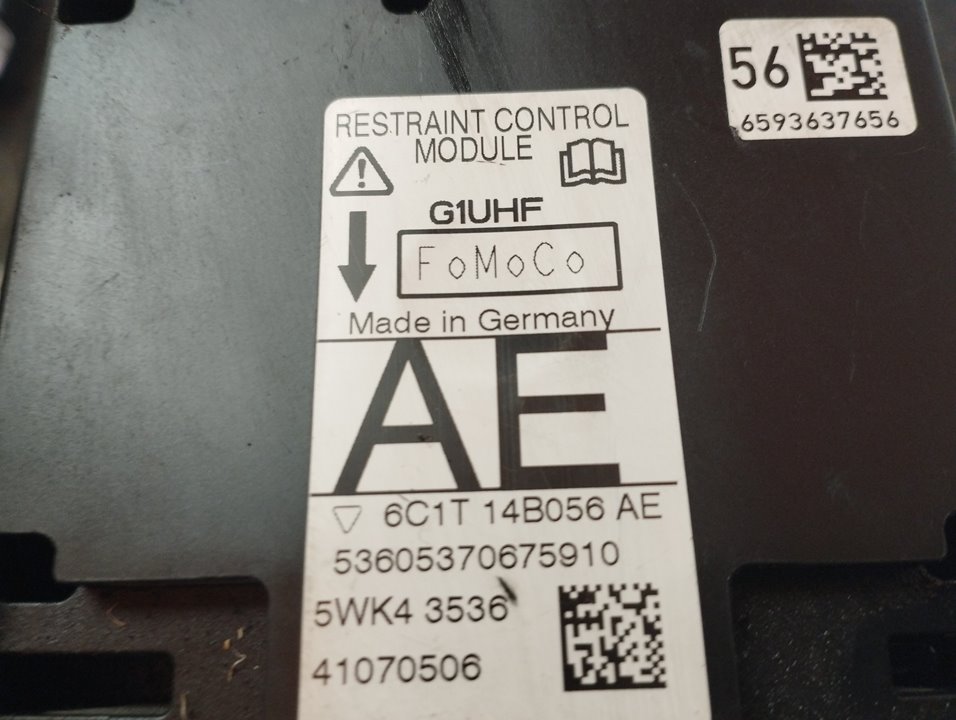 56
6593637656
RESTRAINT CONTROL
MODULE
G1UHF
FoMoCo
Made in Germany
AE
6C1T 14B056 AE
53605370675910
5WK4 3536
41070506